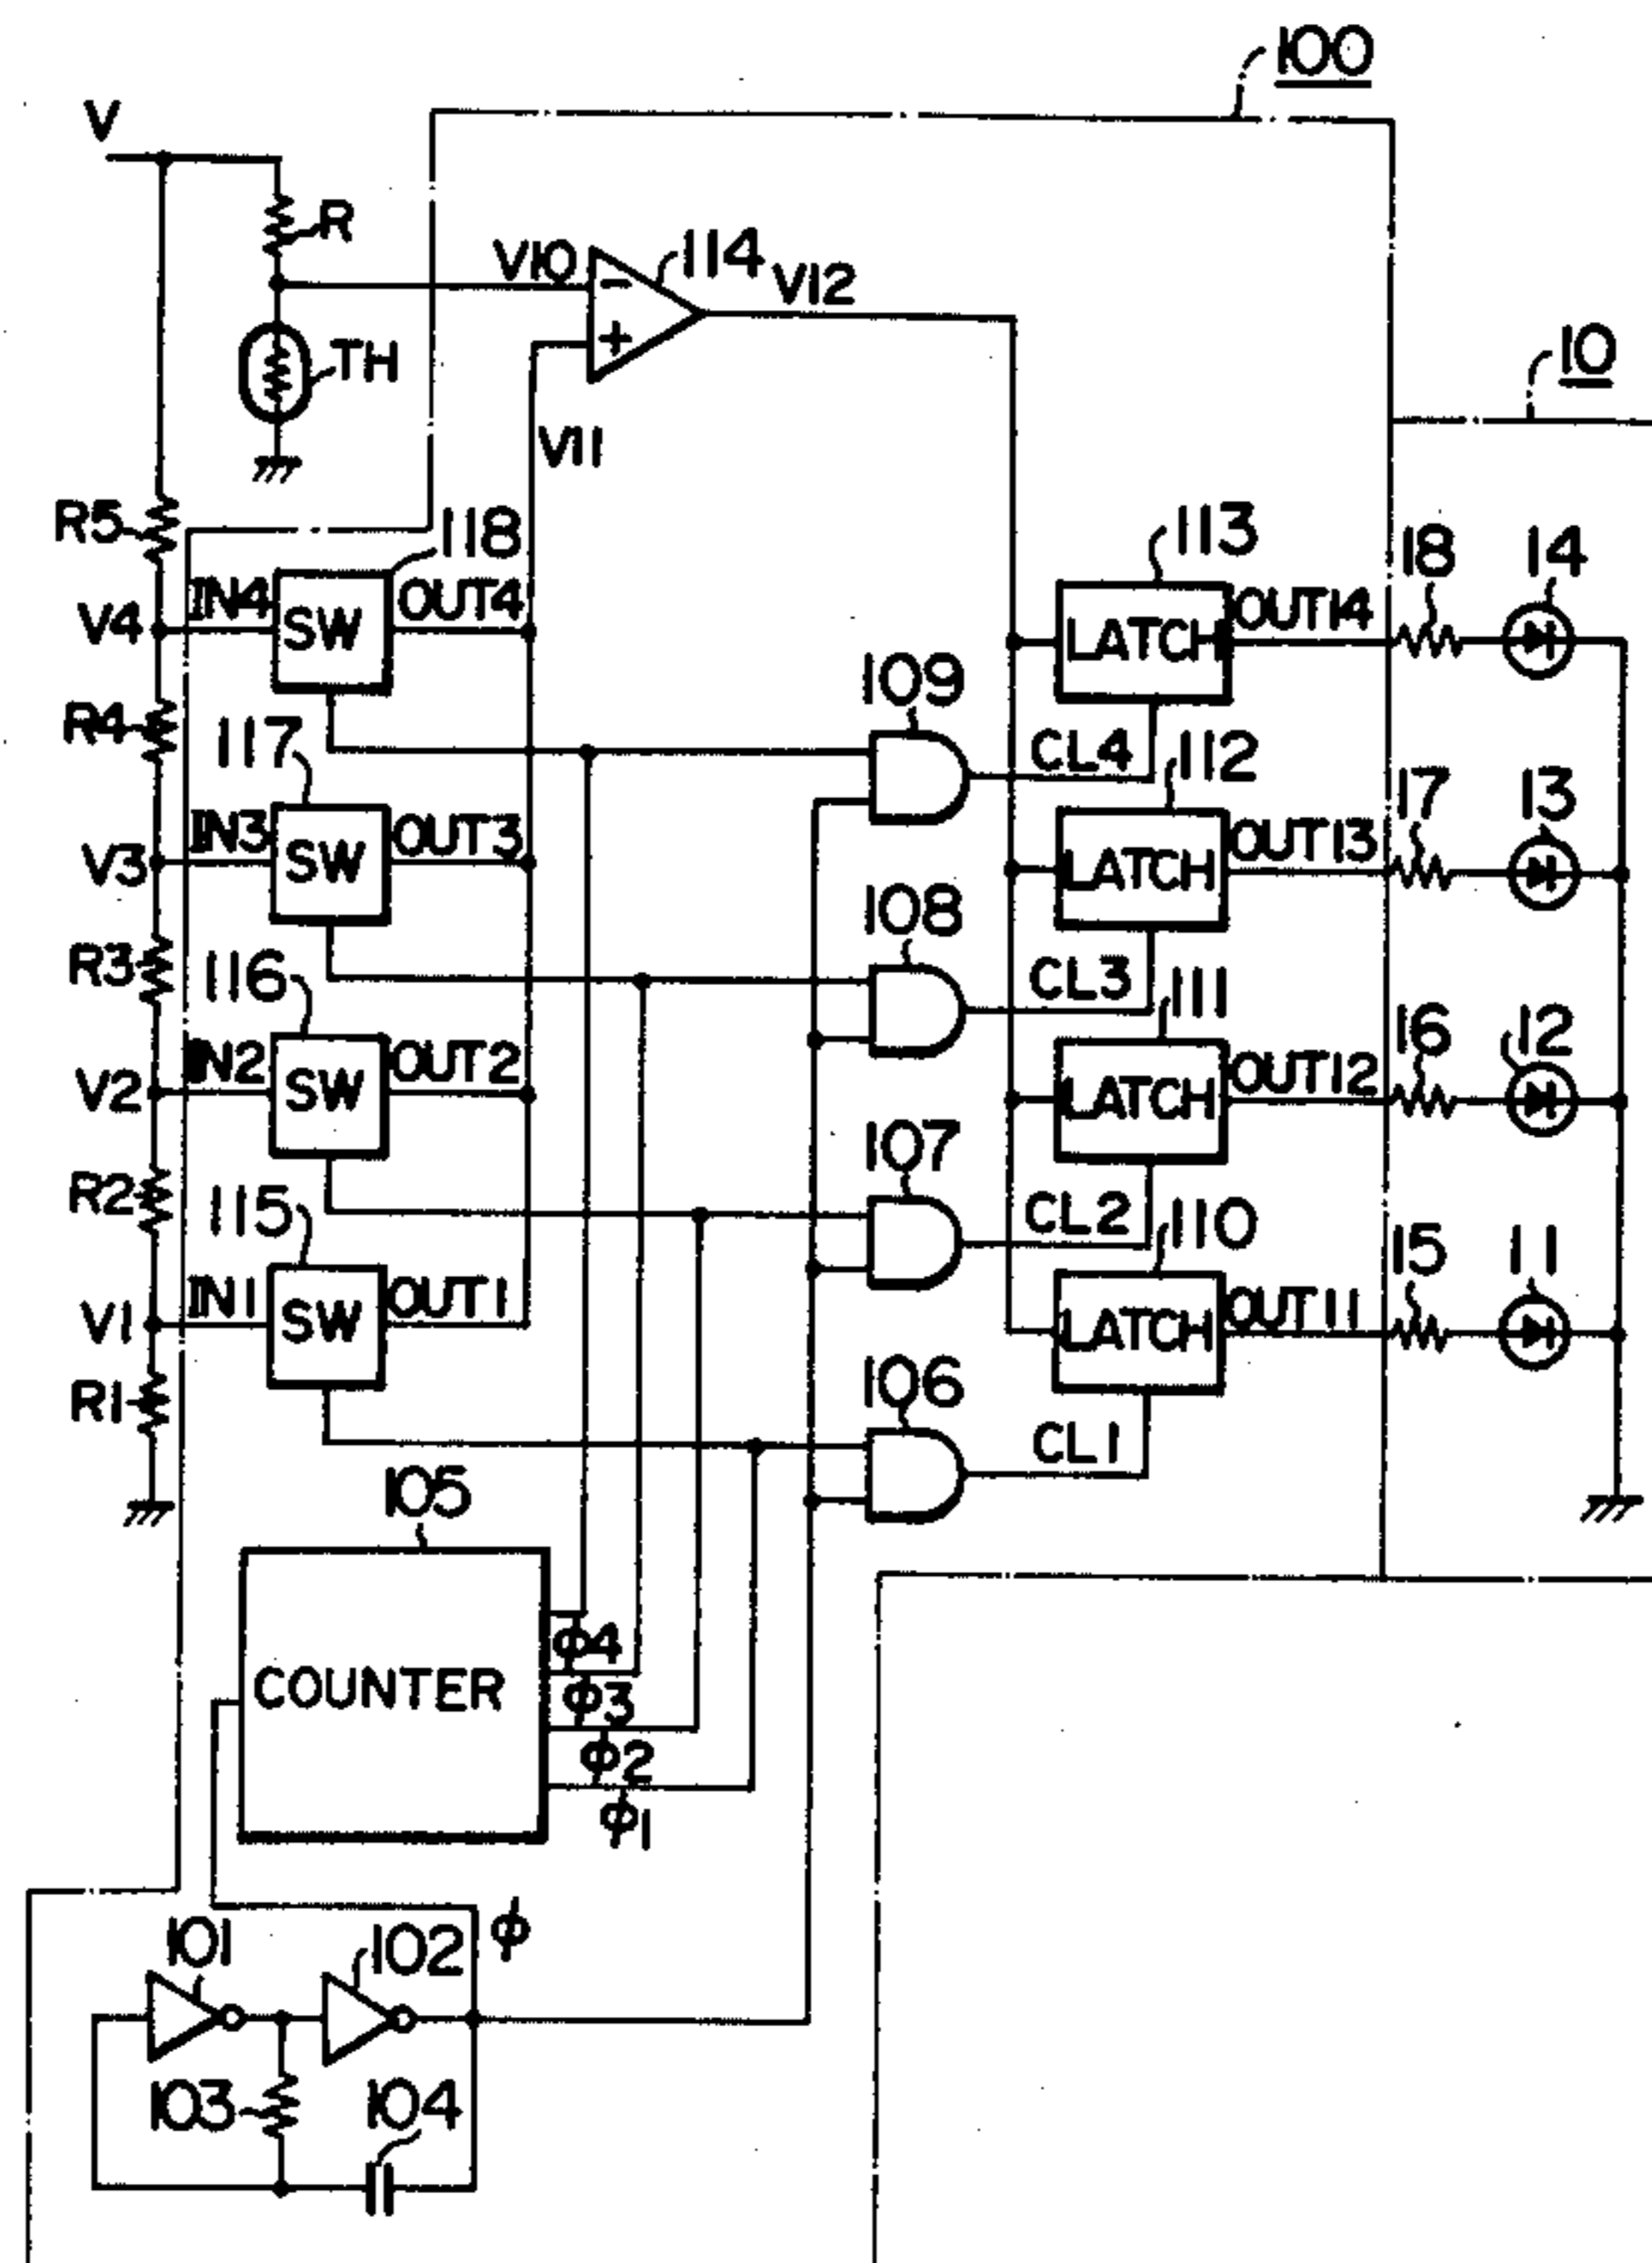 100
V
R
V10
114
V12
10
TH
V11
R5
118
113
18
14
IN4
SW
OUT4
LATCH
OUT14
V4
109
R4
117
CL4
112
17
13
IN3
SW
OUT3
LATCH
OUT13
V3
108
R3
116
CL3
111
16
12
IN2
SW
OUT2
LATCH
OUT12
V2
107
R2
115
CL2
110
15
11
IN1
SW
OUT1
LATCH
OUT11
V1
106
R1
CL1
105
COUNTER
ϕ4
ϕ3
ϕ2
ϕ1
ϕ
101
102
103
104